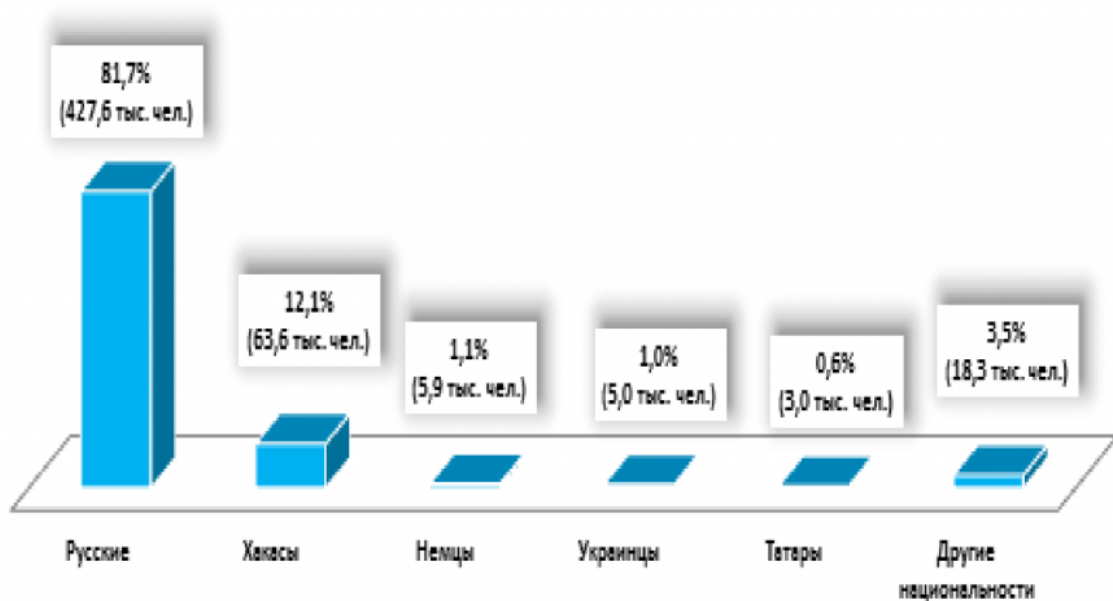 81,7%
(427,6 тыс. чел.)
12,1%
(63,6 тыс. чел.)
1,1%
(5,9 тыс. чел.)
1,0%
(5,0 тыс. чел.)
0,6%
(3,0 тыс. чел.)
3,5%
(18,3 тыс. чел.)
Русские
Хакасы
Немцы
Украинцы
Татары
Другие
национальности